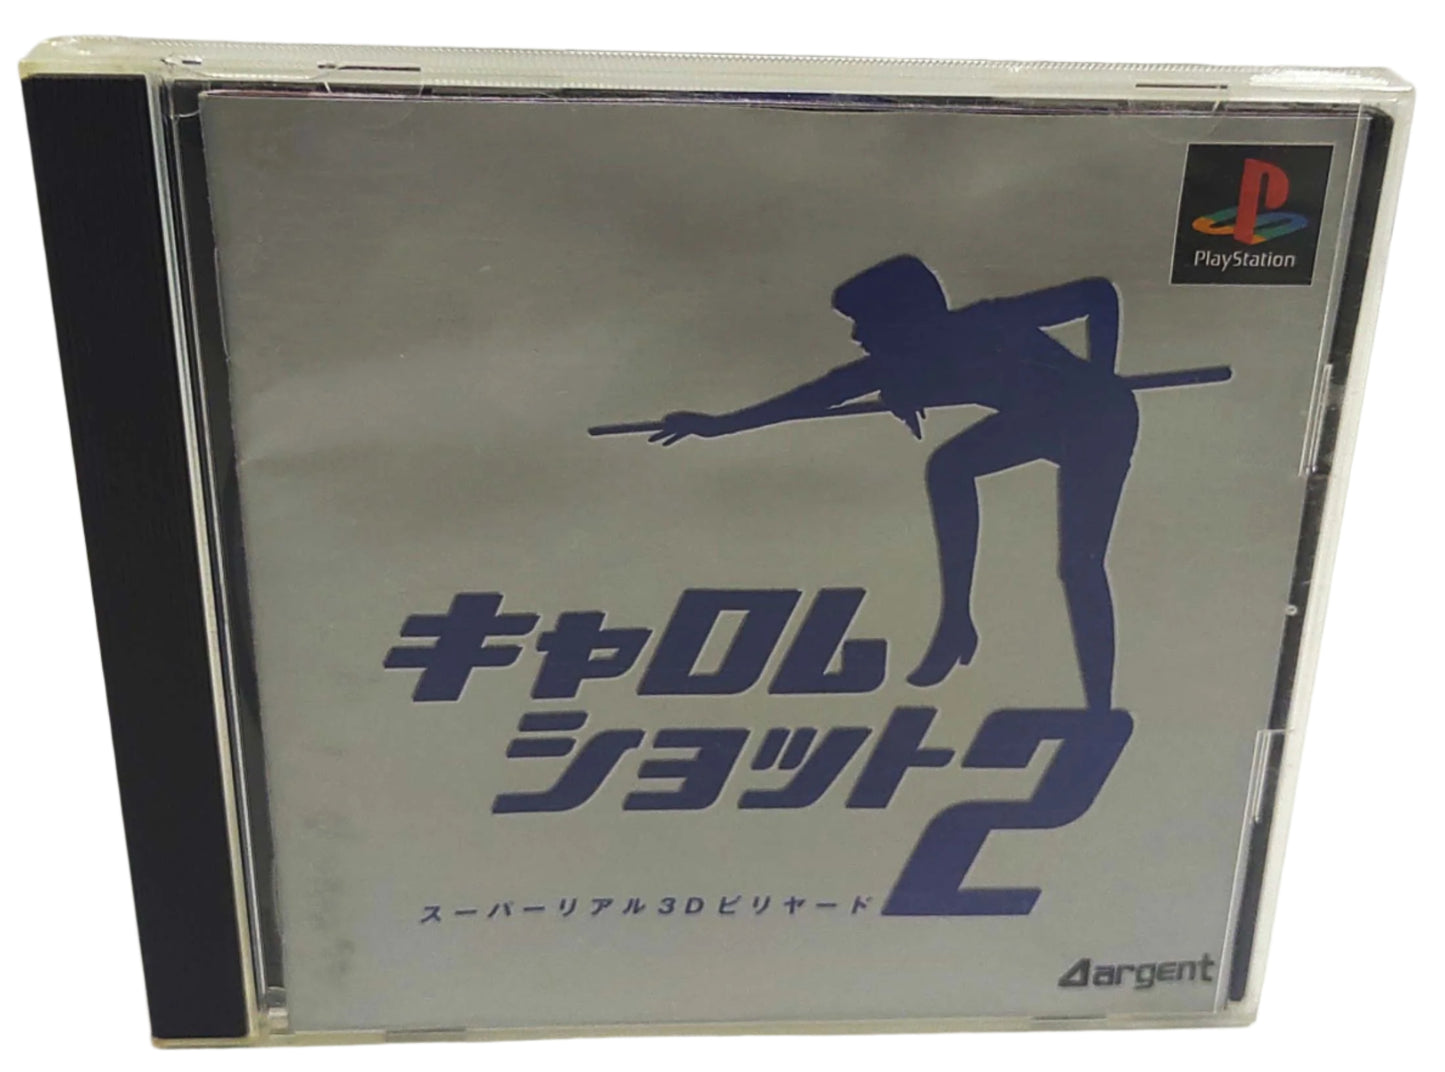 PlayStation
キャロム
ショット2
スーパーリアル3Dビリヤード
argent